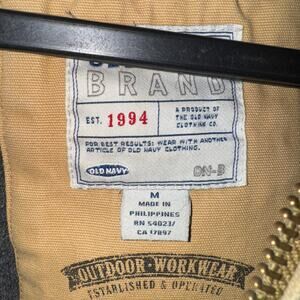 BRAND
EST. 1994
A PRODUCT OF
THE OLD NAVY
CLOTHING CO.
FOR BEST RESULTS: WEAR WITH ANOTHER
ARTICLE OF OLD NAVY CLOTHING.
OLD NAVY
ON-B
M
MADE IN
PHILIPPINES
RN 54023/
CA 17897
OUTDOOR·WORKWEAR
ESTABLISHED & OPERATED